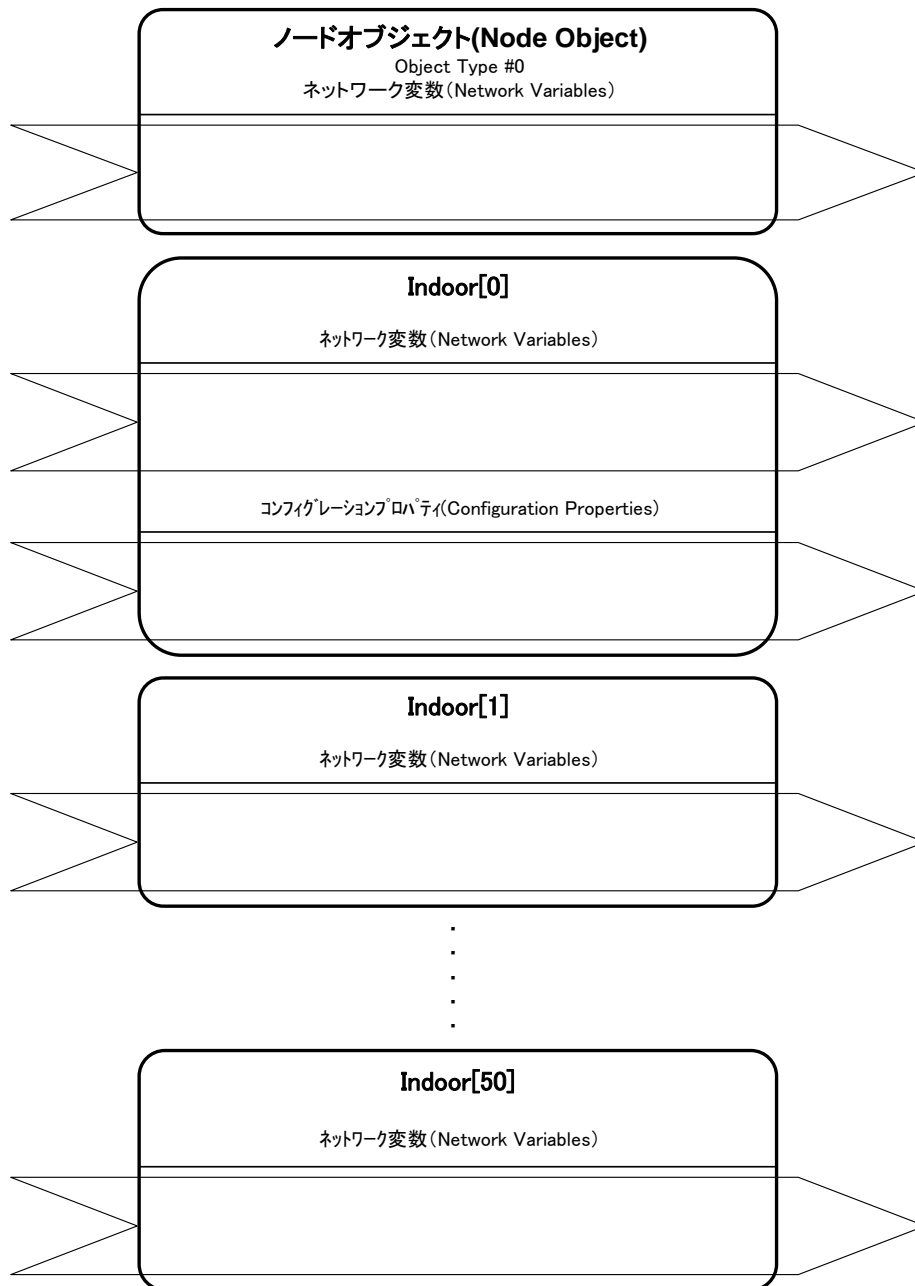 ノードオブジェクト(Node Object)
Object Type #0
ネットワーク変数(Network Variables)
Indoor[0]
ﾈｯﾄﾜｰｸ変数(Network Variables)
ｺﾝﾌｨｸﾞﾚｰｼｮﾝﾌﾟﾛﾊﾟﾃｨ(Configuration Properties)
Indoor[1]
ﾈｯﾄﾜｰｸ変数(Network Variables)
Indoor[50]
ﾈｯﾄﾜｰｸ変数(Network Variables)